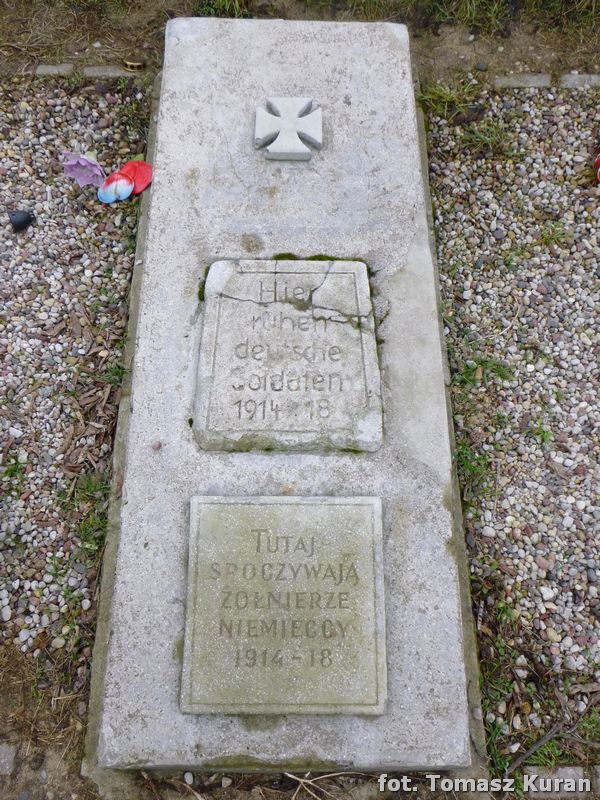 Hier
ruhen
deutsche
Soldaten
1914-18
TUTAJ
SPOCZYWAJĄ
ŻOŁNIERZE
NIEMIECCY
1914-18
fot. Tomasz Kuran